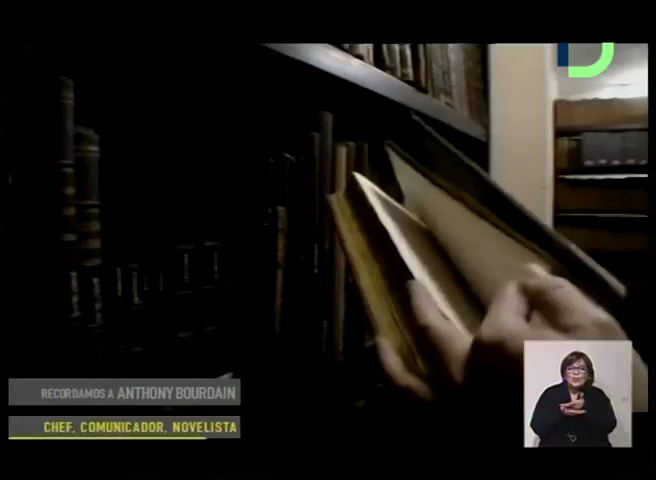 RECORDAMOS A ANTHONY BOURDAIN
CHEF, COMUNICADOR, NOVELISTA